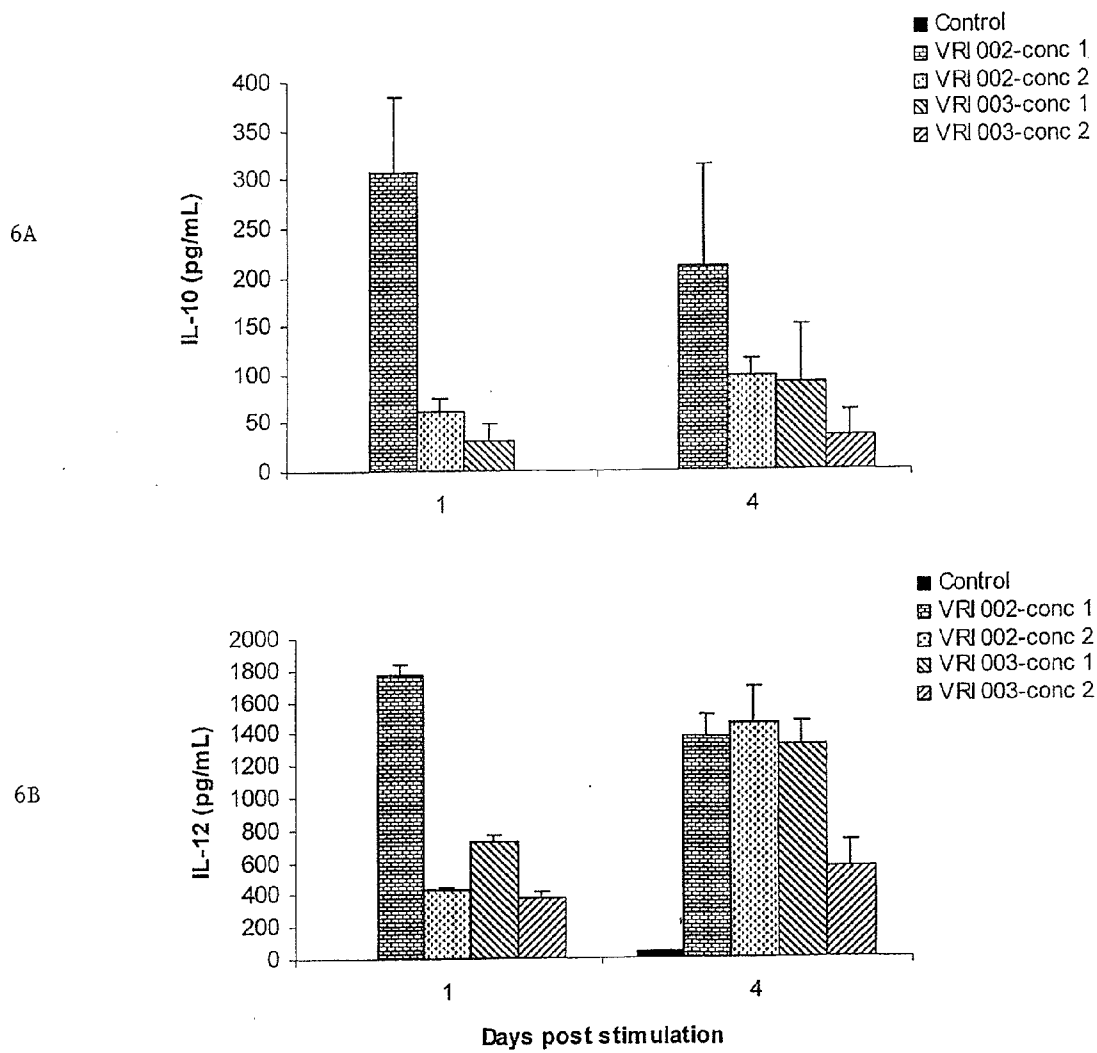 Control
VRI 002-conc 1
VRI 002-conc 2
VRI 003-conc 1
VRI 003-conc 2
6A
IL-10 (pg/mL)
400
350
300
250
200
150
100
50
0
1
4
Control
VRI 002-conc 1
VRI 002-conc 2
VRI 003-conc 1
VRI 003-conc 2
6B
IL-12 (pg/mL)
2000
1800
1600
1400
1200
1000
800
600
400
200
0
1
4
Days post stimulation